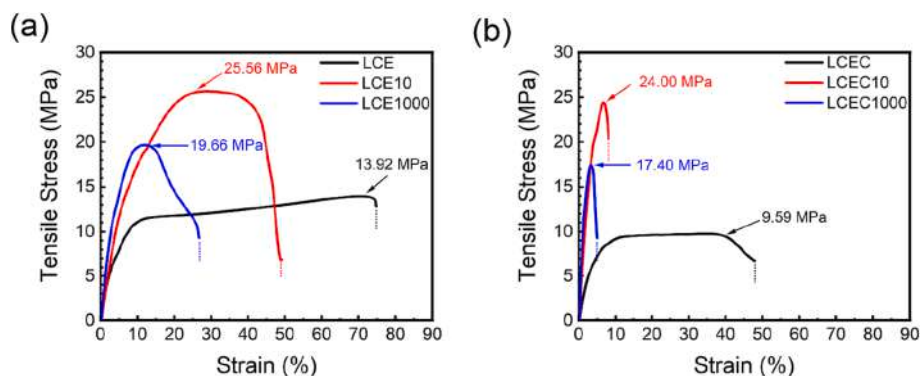 (a)
30
25
20
15
10
5
0
Tensile Stress (MPa)
LCE
LCE10
LCE1000
25.56 MPa
19.66 MPa
13.92 MPa
0 10 20 30 40 50 60 70 80 90
Strain (%)
(b)
30
25
20
15
10
5
0
Tensile Stress (MPa)
LCEC
LCEC10
LCEC1000
24.00 MPa
17.40 MPa
9.59 MPa
0 10 20 30 40 50 60 70 80 90
Strain (%)